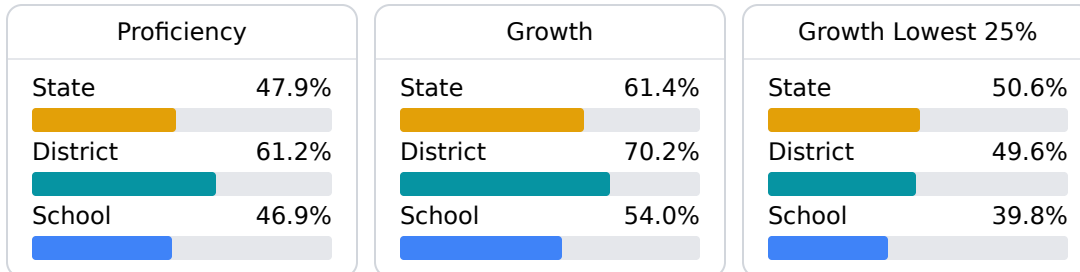 Proficiency
State 47.9%
District 61.2%
School 46.9%
Growth
State 61.4%
District 70.2%
School 54.0%
Growth Lowest 25%
State 50.6%
District 49.6%
School 39.8%